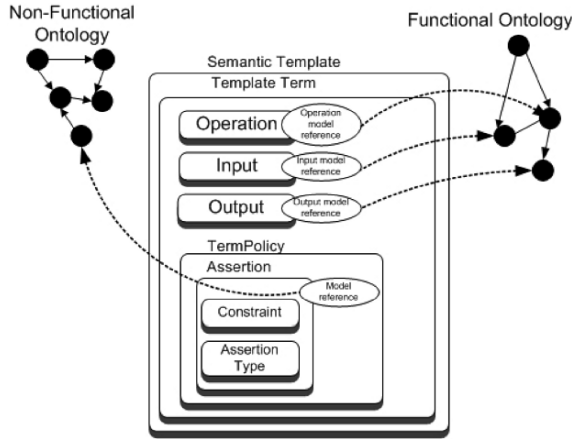 Non-Functional
Ontology
Functional Ontology
Semantic Template
Template Term
Operation
Operation
model
reference
Input
Input model
reference
Output
Output model
reference
TermPolicy
Assertion
Model
reference
Constraint
Assertion
Type